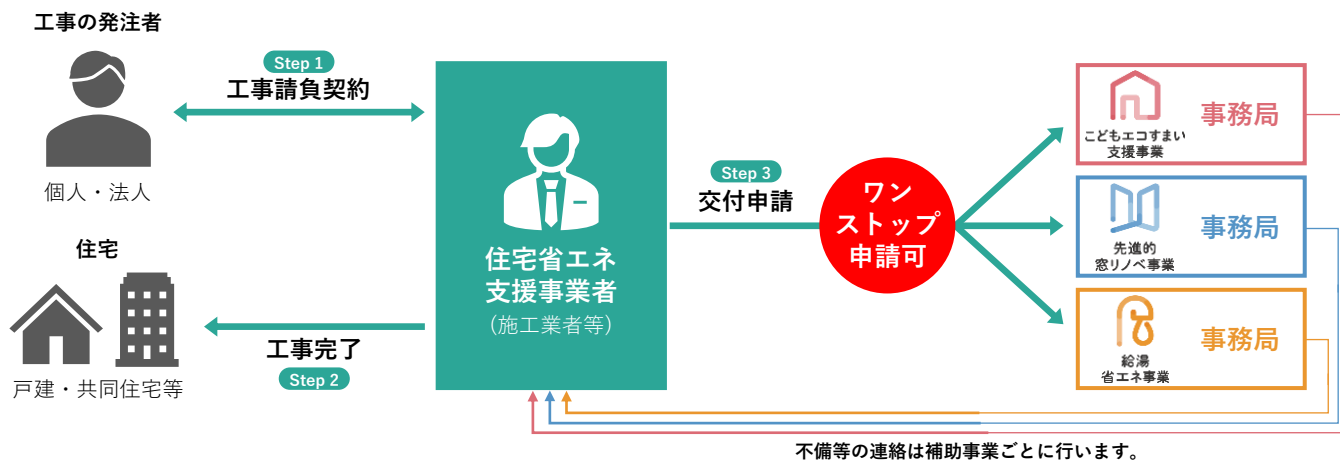 工事の発注者
個人・法人
Step 1
工事請負契約
住宅
戸建・共同住宅等
工事完了
Step 2
住宅省エネ
支援事業者
(施工業者等)
Step 3
交付申請
ワン
ストップ
申請可
こどもエコすまい
支援事業
事務局
先進的
窓リノベ事業
事務局
給湯
省エネ事業
事務局
不備等の連絡は補助事業ごとに行います。